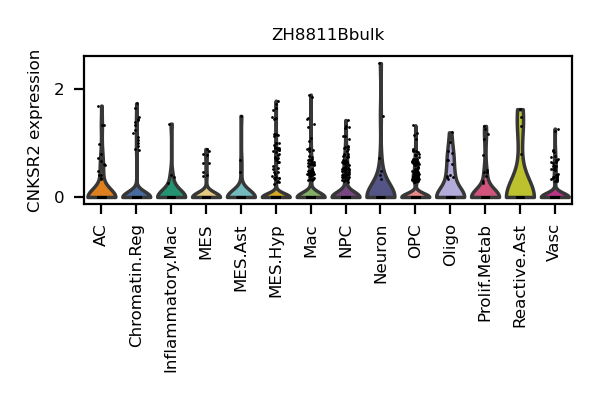 ZH8811Bbulk
CNKSR2 expression
2
0
AC
Chromatin.Reg
Inflammatory.Mac
MES
MES.Ast
MES.Hyp
Mac
NPC
Neuron
OPC
Oligo
Prolif.Metab
Reactive.Ast
Vasc